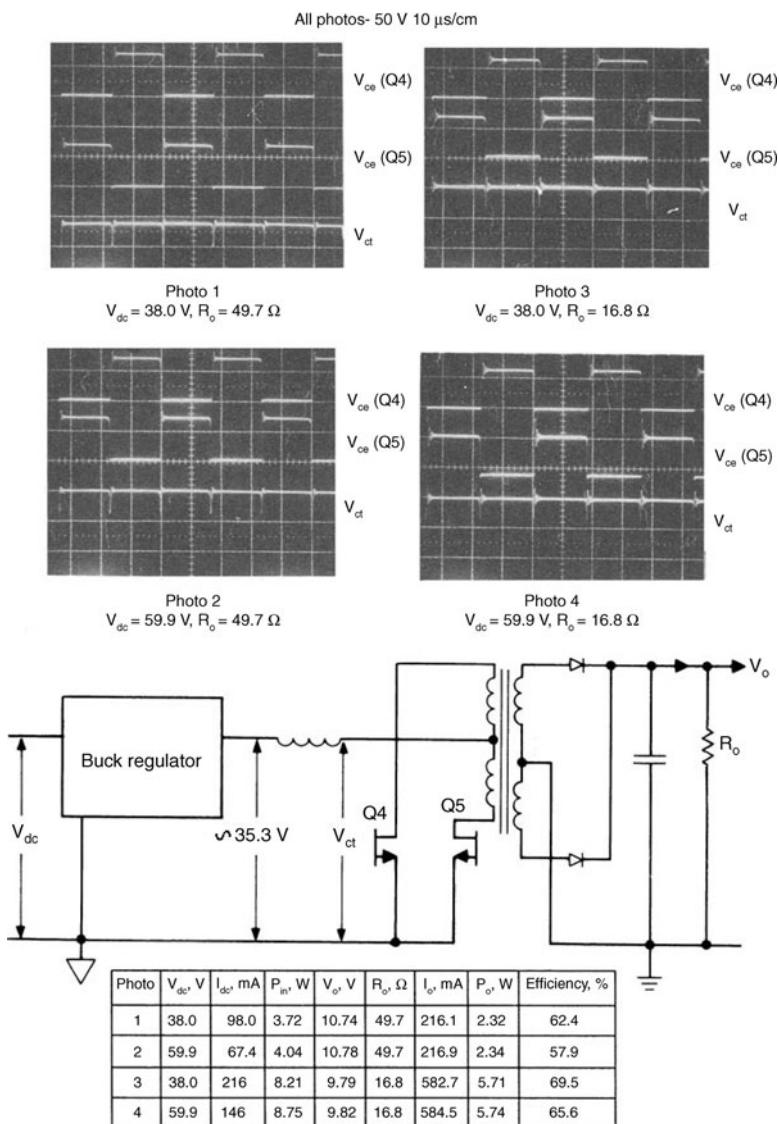 All photos- 50 V 10 μs/cm
V_ce (Q4)
V_ce (Q5)
V_ct
Photo 1
V_dc = 38.0 V, R_o = 49.7 Ω
V_ce (Q4)
V_ce (Q5)
V_ct
Photo 3
V_dc = 38.0 V, R_o = 16.8 Ω
V_ce (Q4)
V_ce (Q5)
V_ct
Photo 2
V_dc = 59.9 V, R_o = 49.7 Ω
V_ce (Q4)
V_ce (Q5)
V_ct
Photo 4
V_dc = 59.9 V, R_o = 16.8 Ω
V_o
Buck regulator
R_o
Q4
Q5
V_dc
∽ 35.3 V
V_ct
Photo V_dc, V I_dc, mA P_in, W V_o, V R_o, Ω I_o, mA P_o, W Efficiency, %
1 38.0 98.0 3.72 10.74 49.7 216.1 2.32 62.4
2 59.9 67.4 4.04 10.78 49.7 216.9 2.34 57.9
3 38.0 216 8.21 9.79 16.8 582.7 5.71 69.5
4 59.9 146 8.75 9.82 16.8 584.5 5.74 65.6